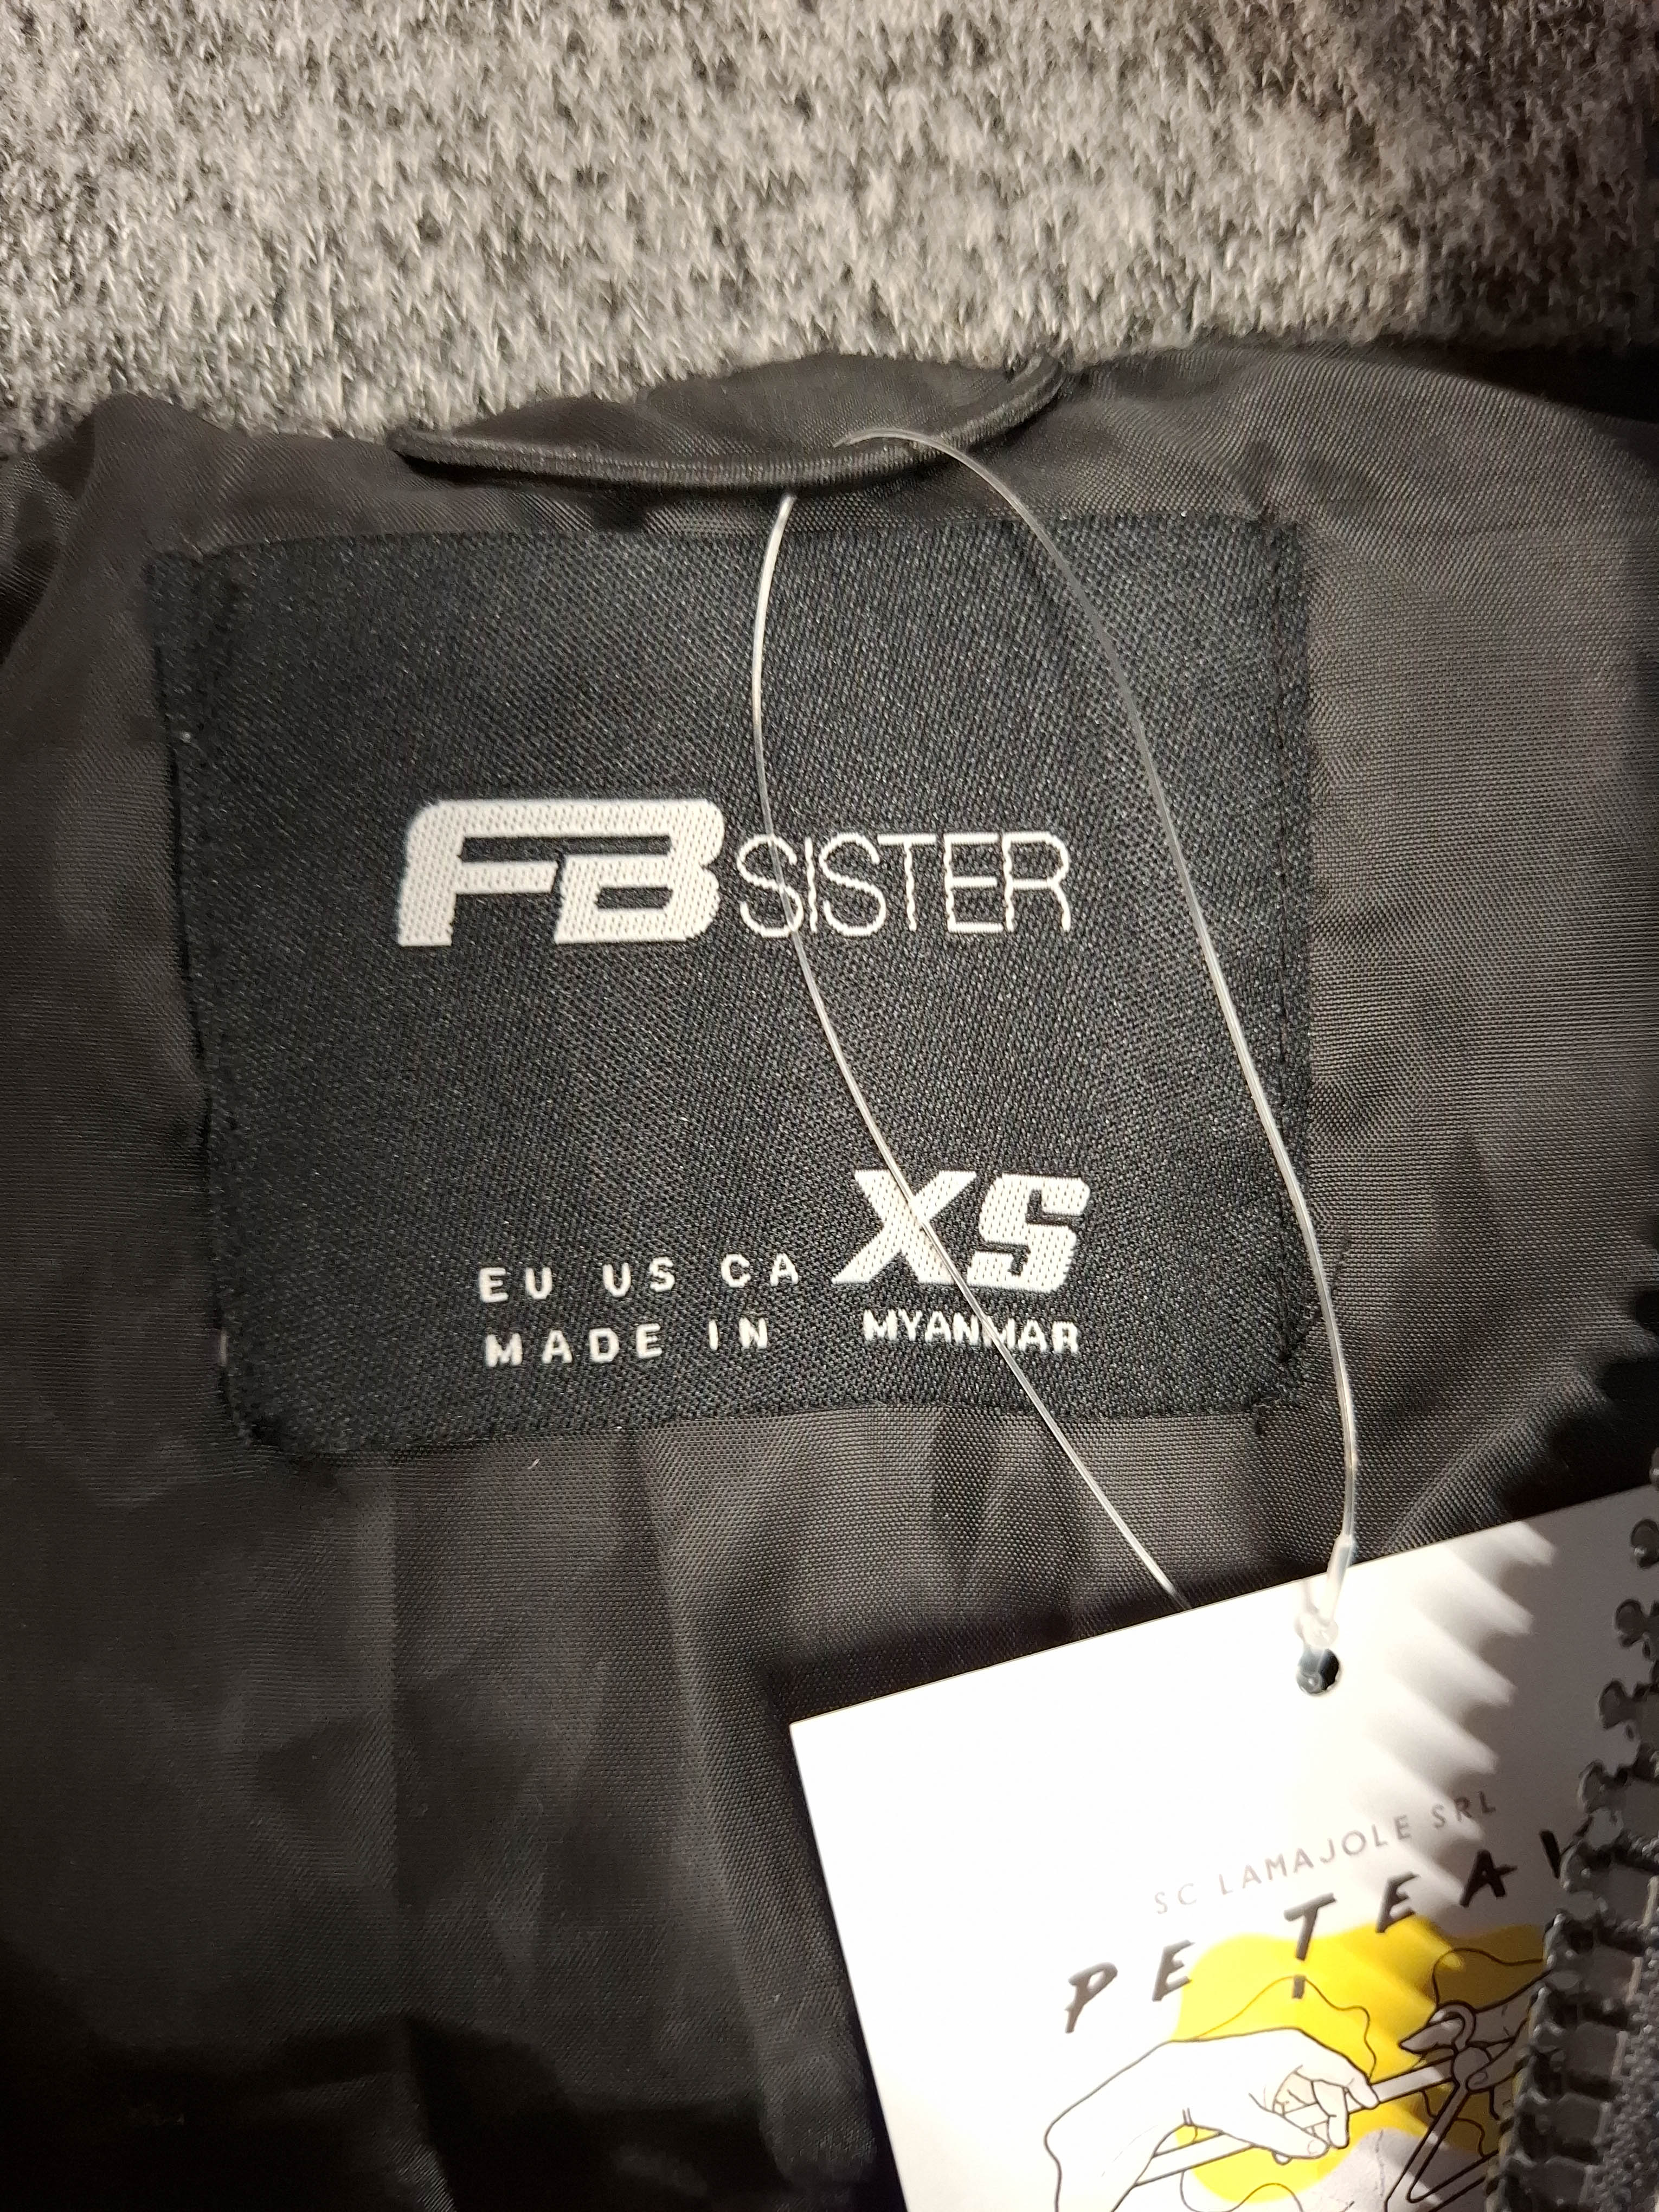 FB SISTER
EU US CA XS
MADE IN MYANMAR
SC LAMAJOLE SRL
PE TEA